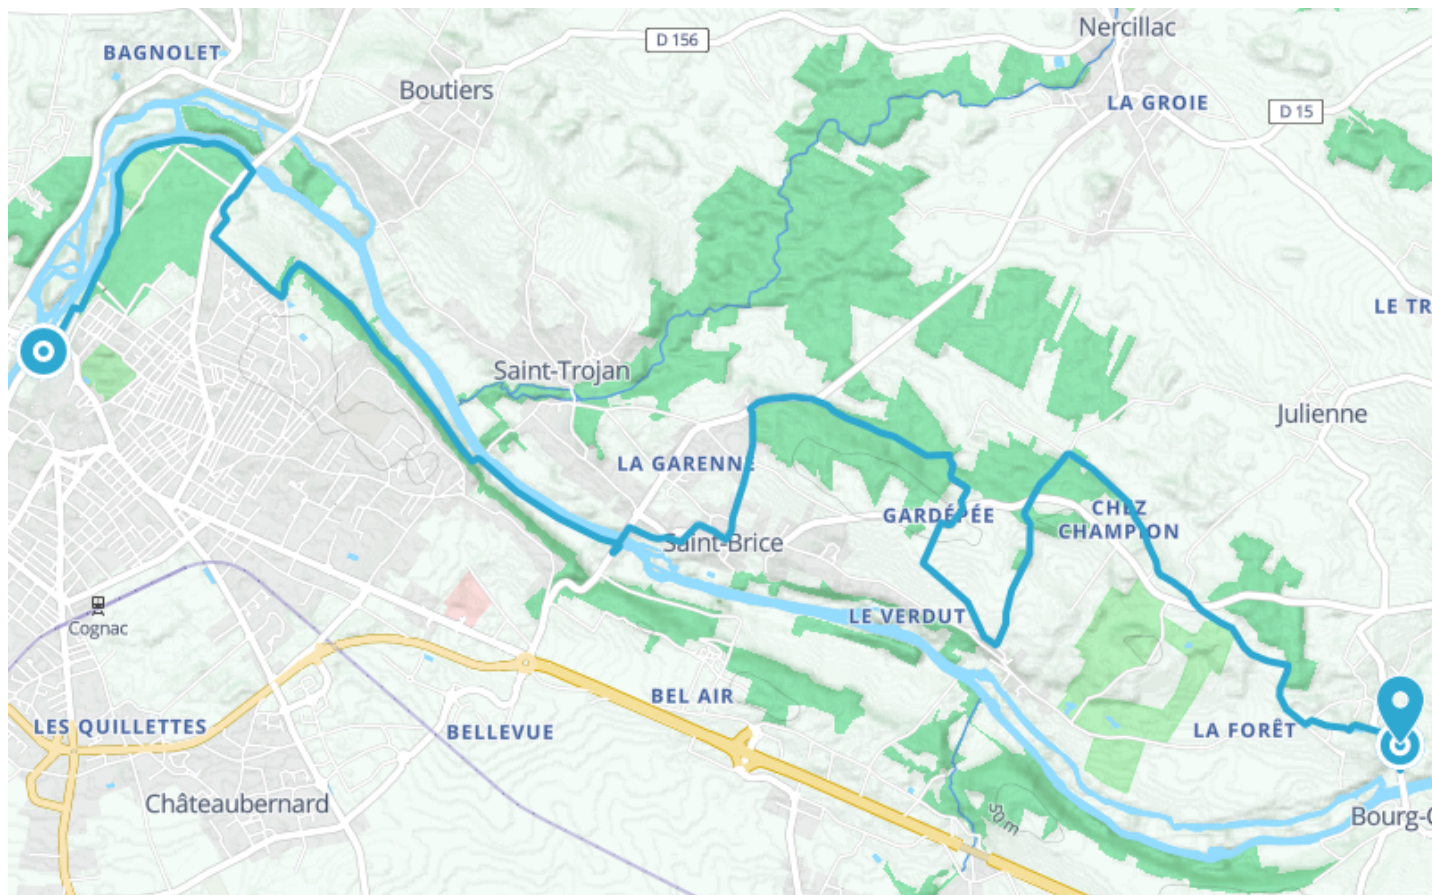 Nercillac
D 156
BAGNOLET
Boutiers
LA GROIE
D 15
LE TR
Saint-Trojan
Julienne
LA GARENNE
GARDÉPÉE
CHEZ
CHAMPION
Saint-Brice
Cognac
LE VERDUT
BEL AIR
LES QUILLETTES
BELLEVUE
LA FORÊT
Châteaubernard
50 m
Bourg-C